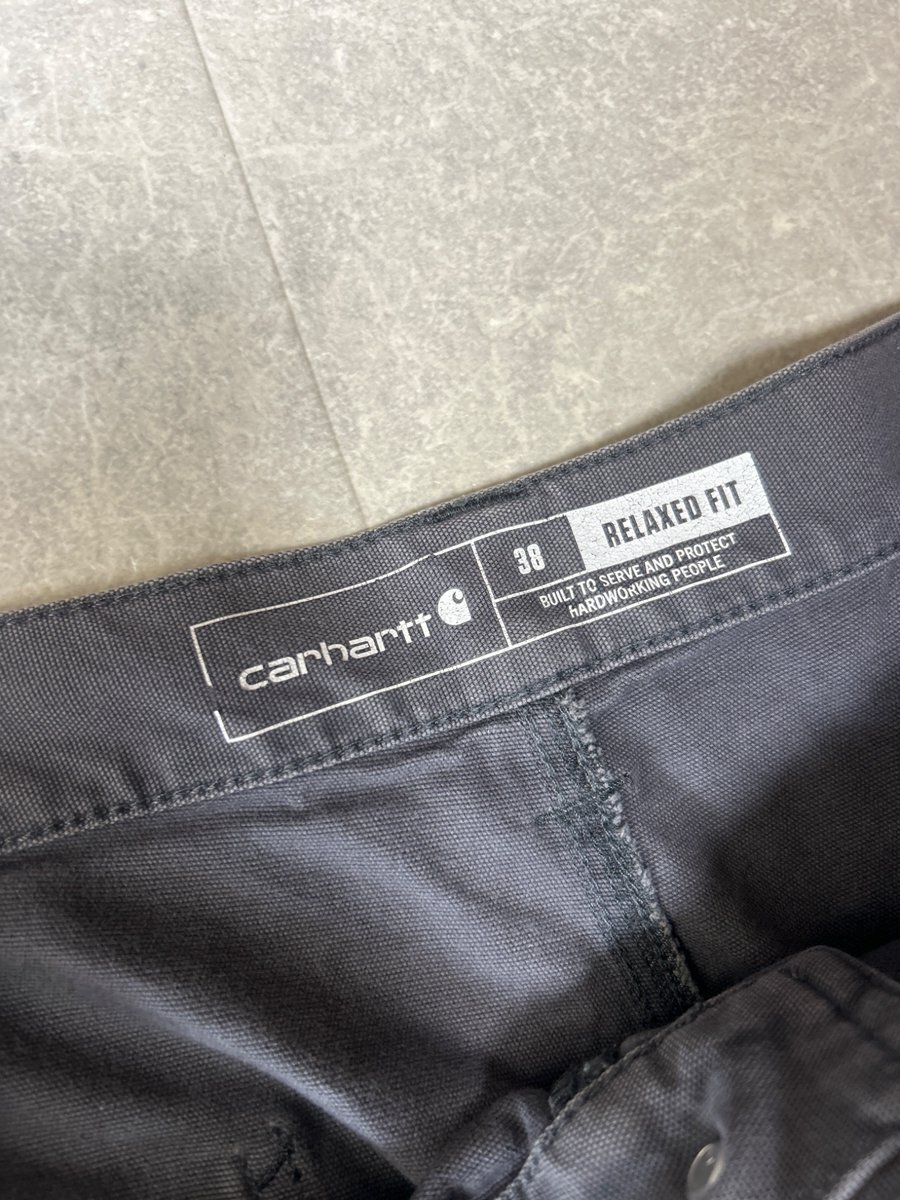 carhartt
38
RELAXED FIT
BUILT TO SERVE AND PROTECT
HARDWORKING PEOPLE